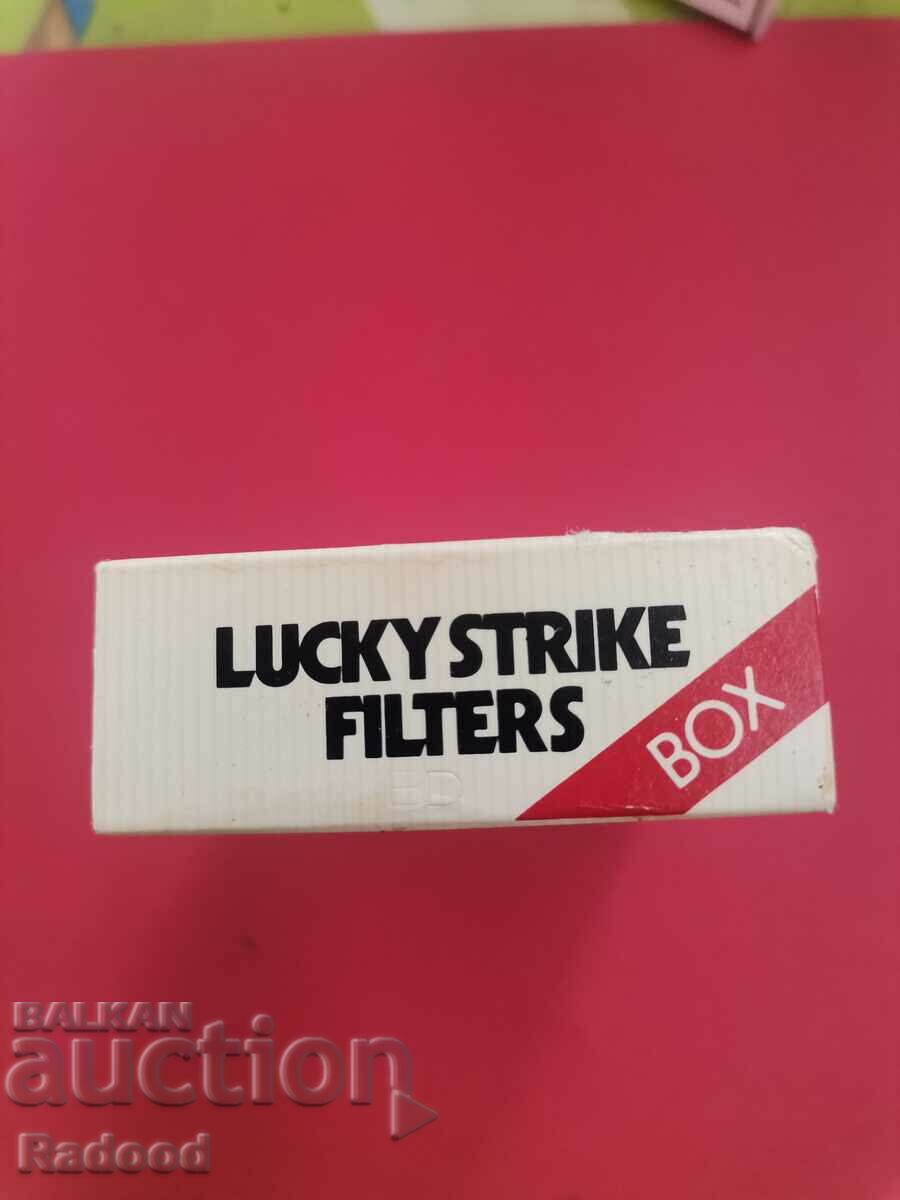 LUCKY STRIKE
FILTERS
BOX
BALKAN
auction
Radood